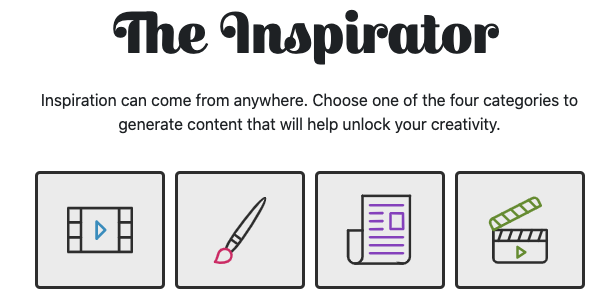 The Inspirator
Inspiration can come from anywhere. Choose one of the four categories to
generate content that will help unlock your creativity.